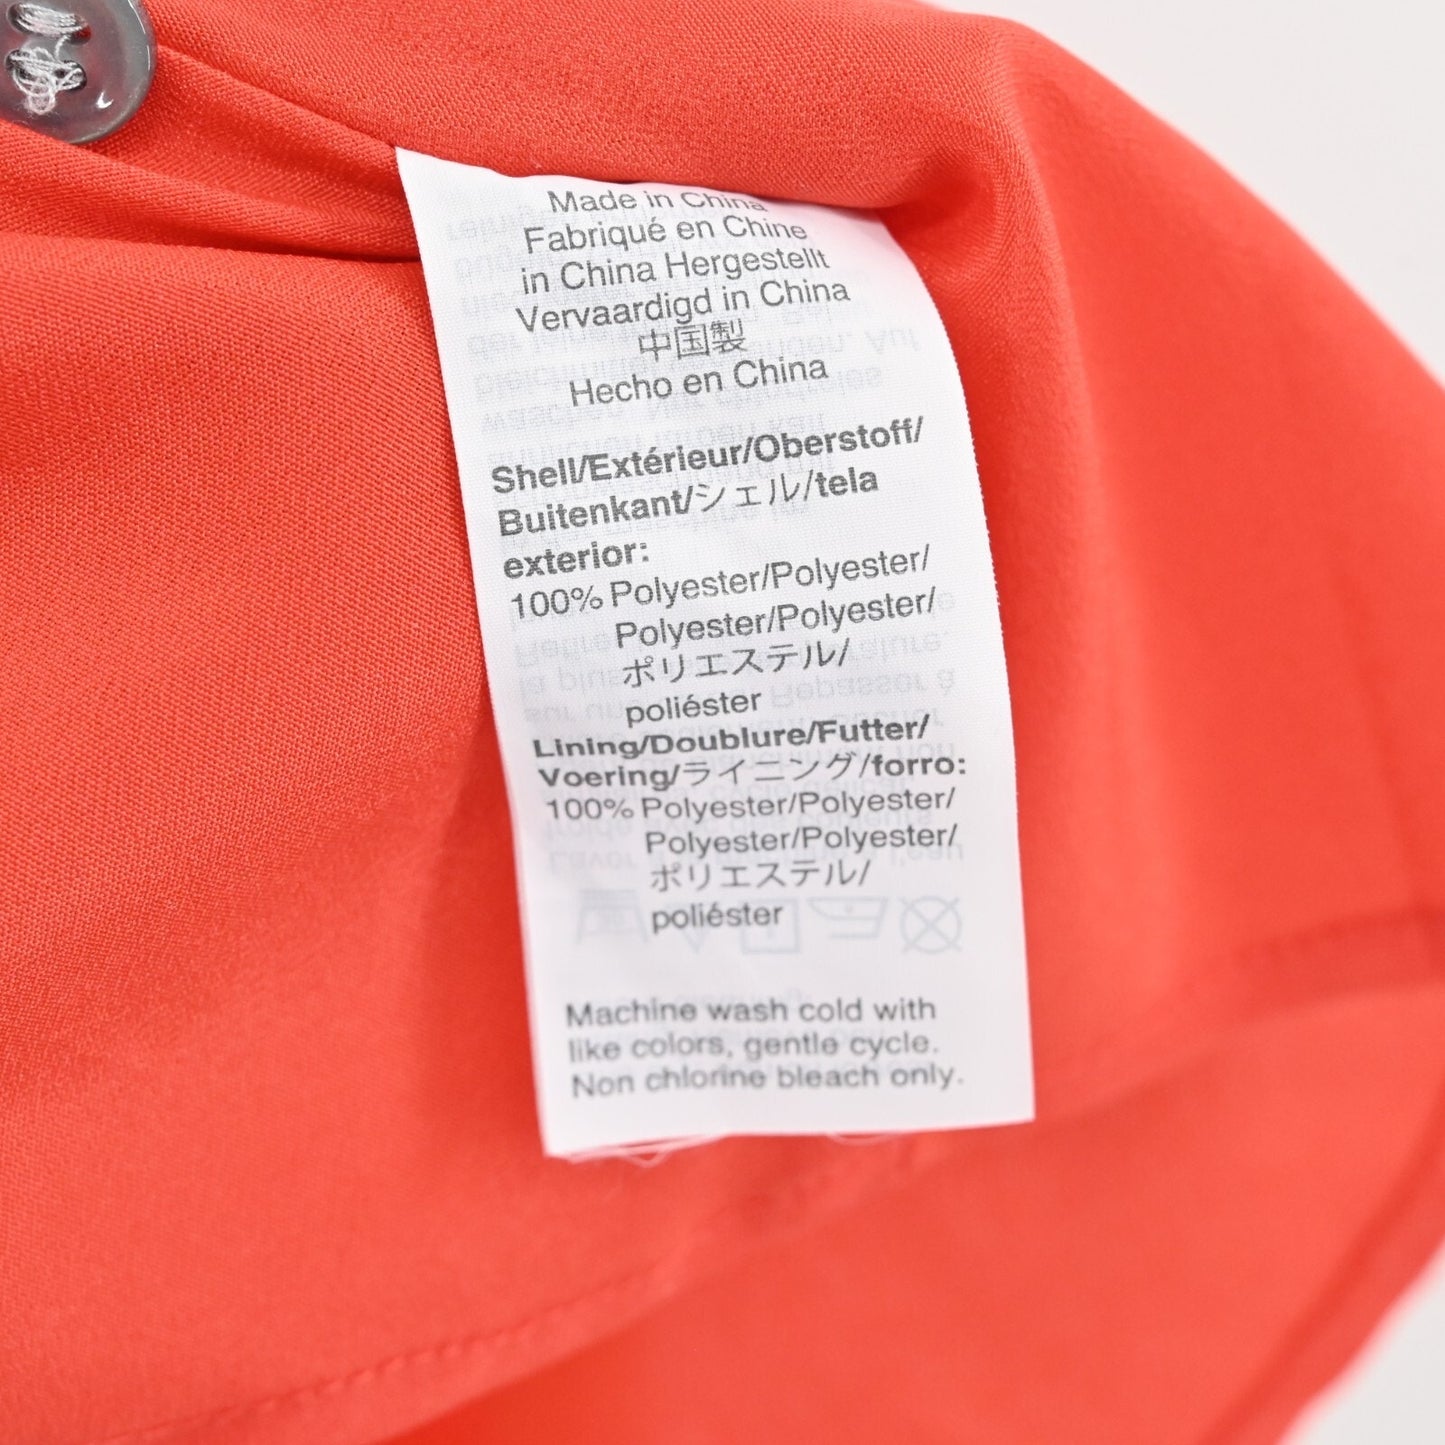 Made in China
Fabriqué en Chine
in China Hergestellt
Vervaardigd in China
中国製
Hecho en China
Shell/Extérieur/Oberstoff/
Buitenkant/シェル/tela
exterior:
100% Polyester/Polyester/
Polyester/Polyester/
ポリエステル/
poliéster
Lining/Doublure/Futter/
Voering/ライニング/forro:
100% Polyester/Polyester/
Polyester/Polyester/
ポリエステル/
poliéster
Machine wash cold with
like colors, gentle cycle.
Non chlorine bleach only.